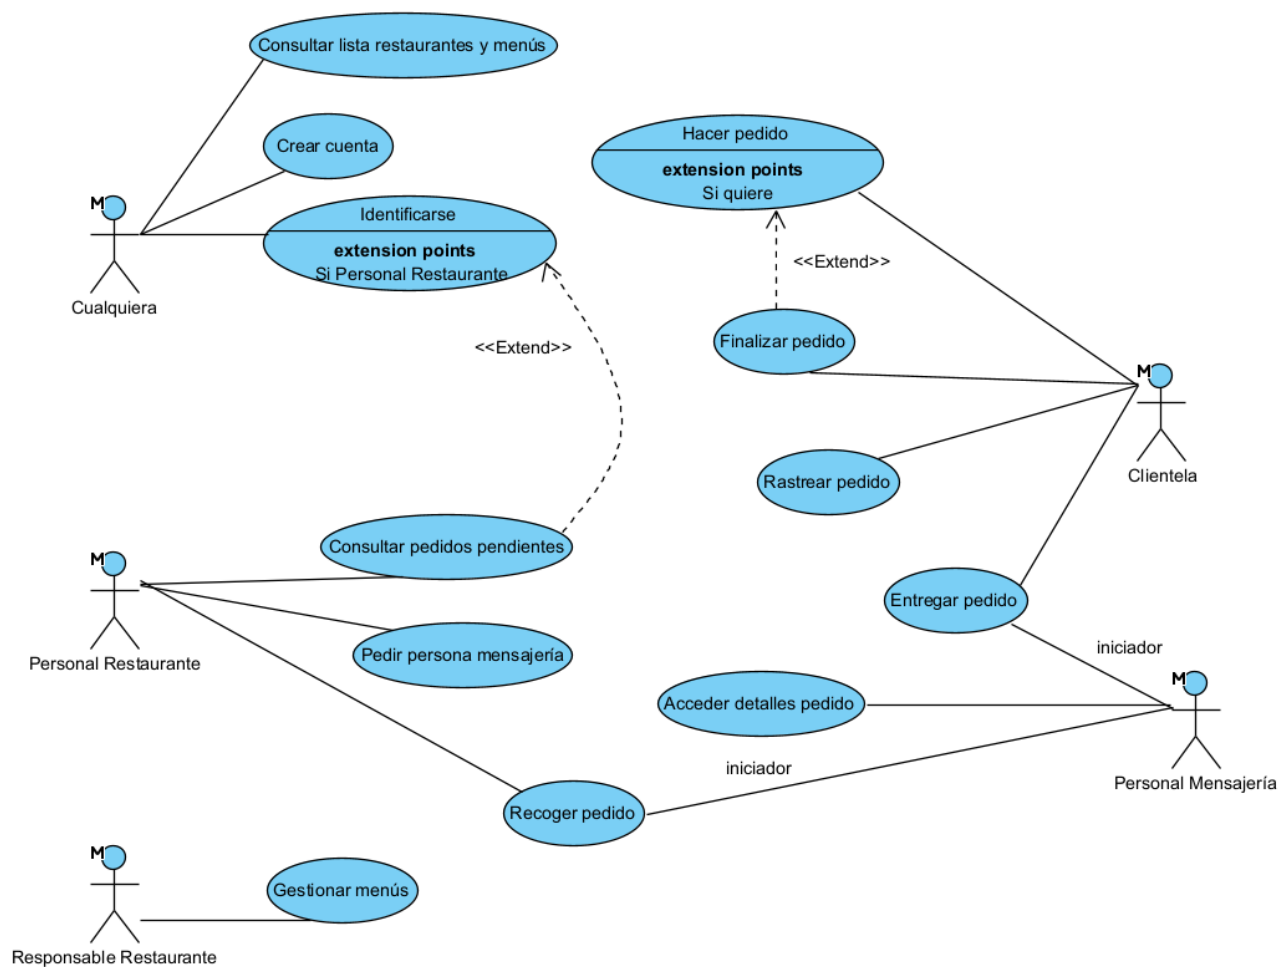 Consultar lista restaurantes y menús
Crear cuenta
Hacer pedido
extension points
Si quiere
M
Identificarse
extension points
Si Personal Restaurante
Cualquiera
<<Extend>>
<<Extend>>
Finalizar pedido
M
Clientela
Rastrear pedido
Consultar pedidos pendientes
M
Personal Restaurante
Pedir persona mensajería
Entregar pedido
iniciador
M
Acceder detalles pedido
Personal Mensajería
iniciador
Recoger pedido
M
Gestionar menús
Responsable Restaurante